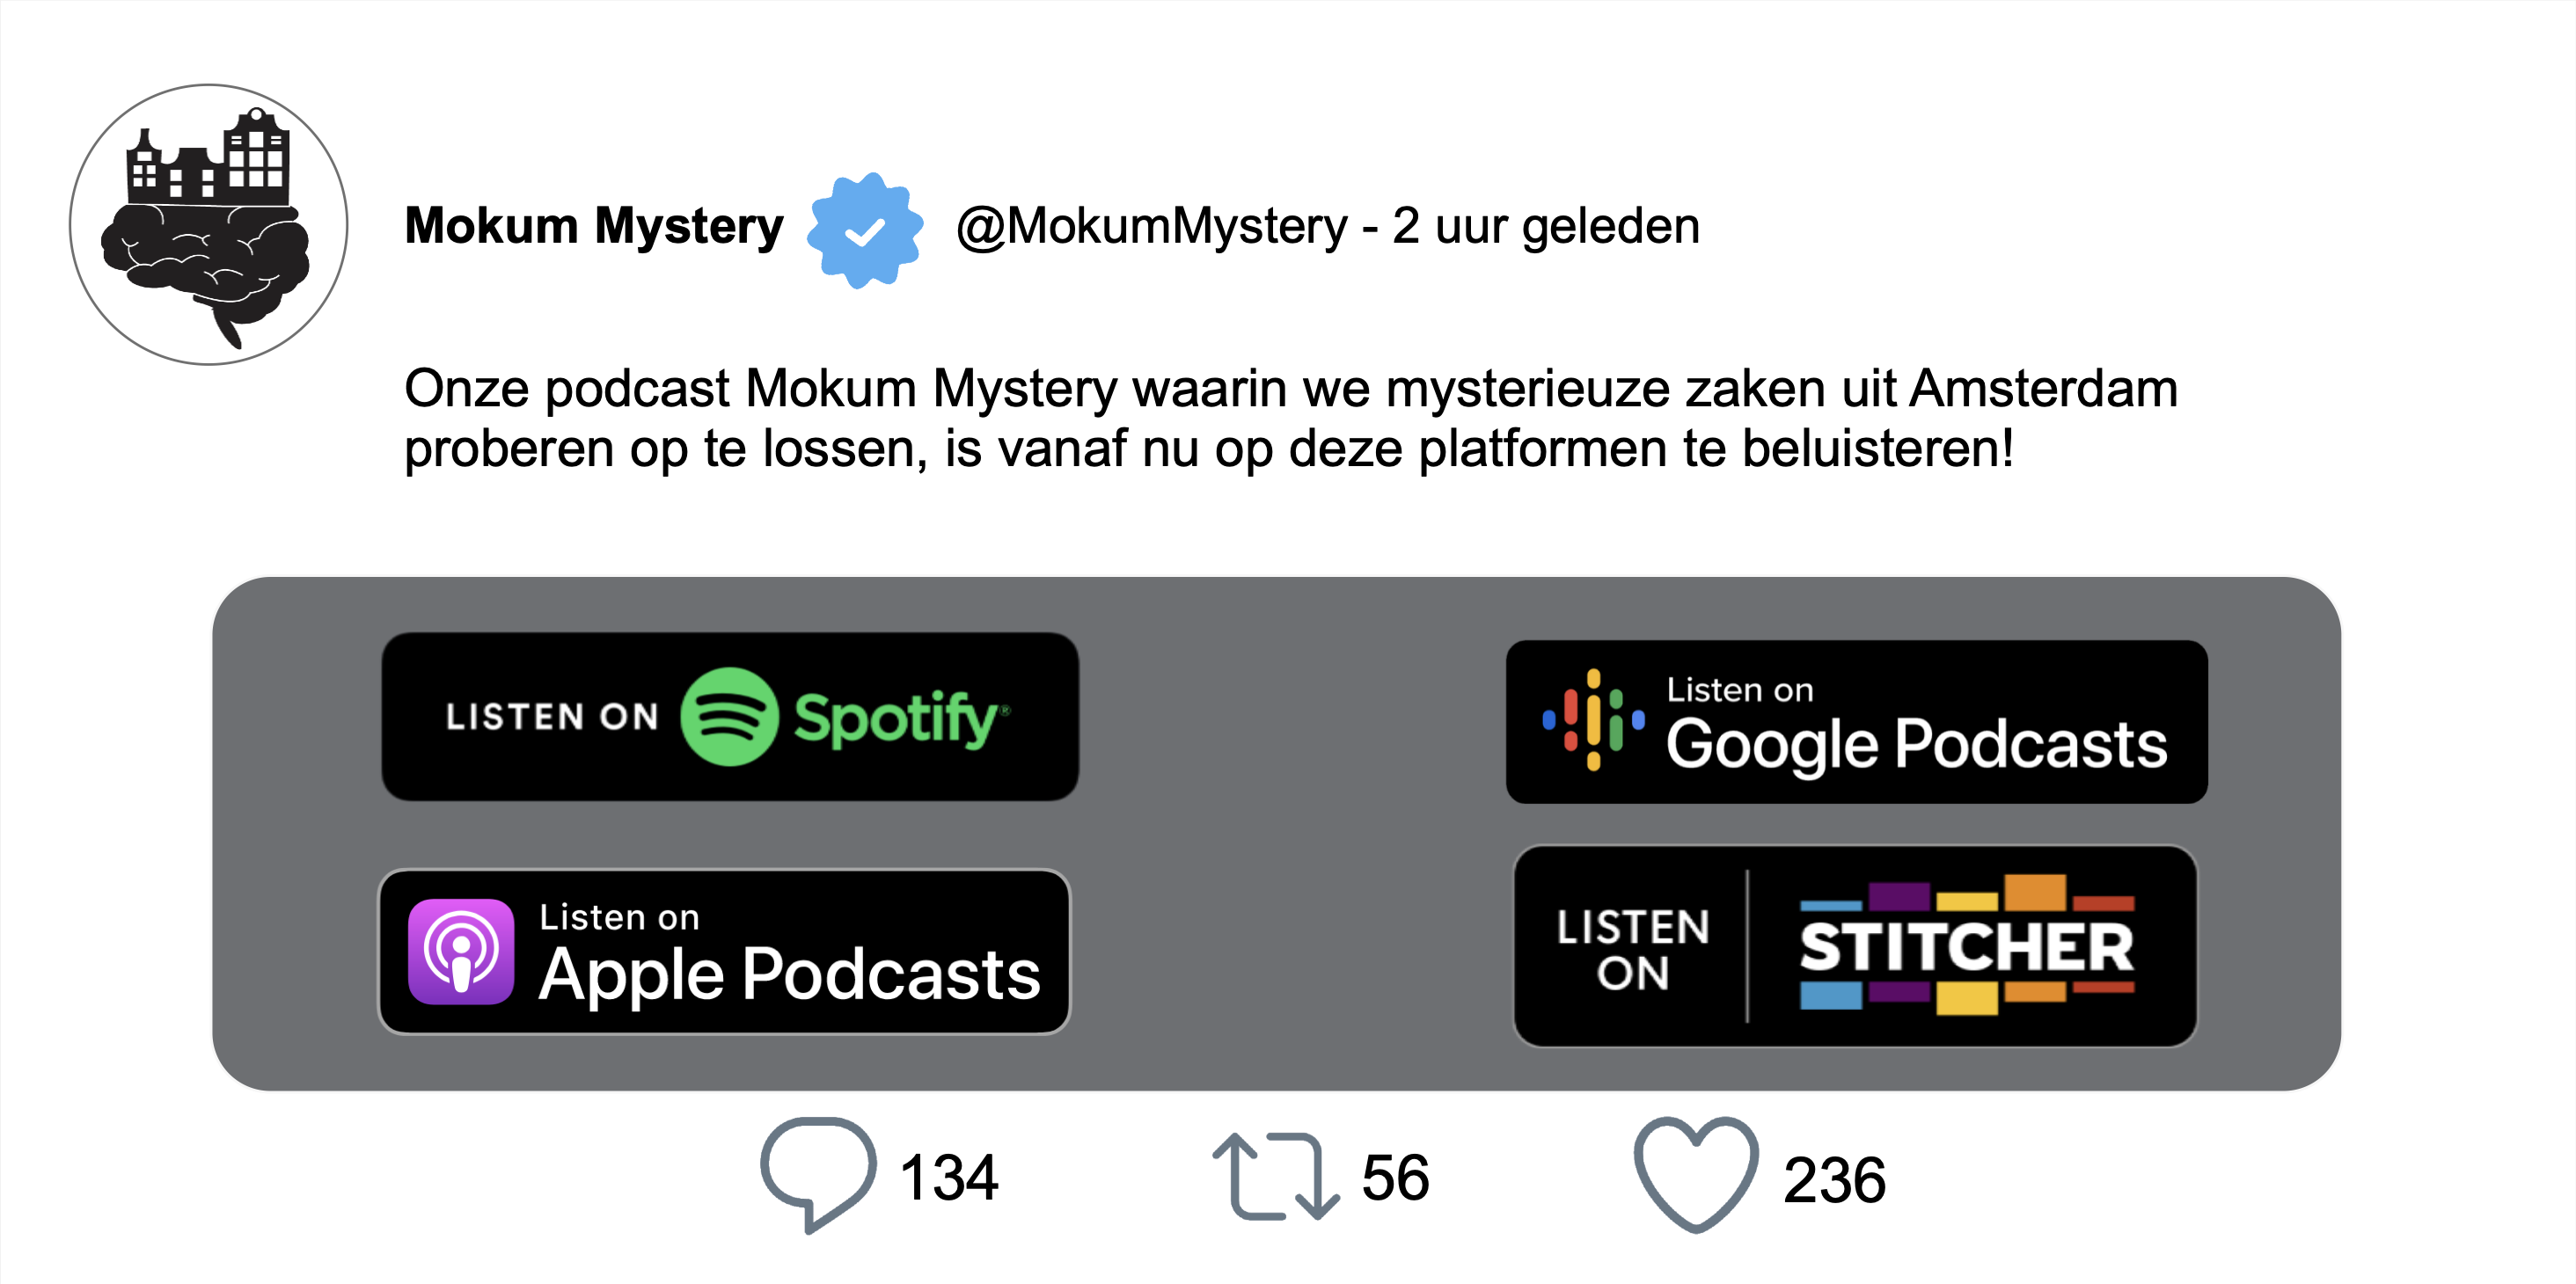 Mokum Mystery @MokumMystery - 2 uur geleden
Onze podcast Mokum Mystery waarin we mysterieuze zaken uit Amsterdam
proberen op te lossen, is vanaf nu op deze platformen te beluisteren!
LISTEN ON Spotify®
Listen on
Google Podcasts
Listen on
Apple Podcasts
LISTEN
ON
STITCHER
134 56 236